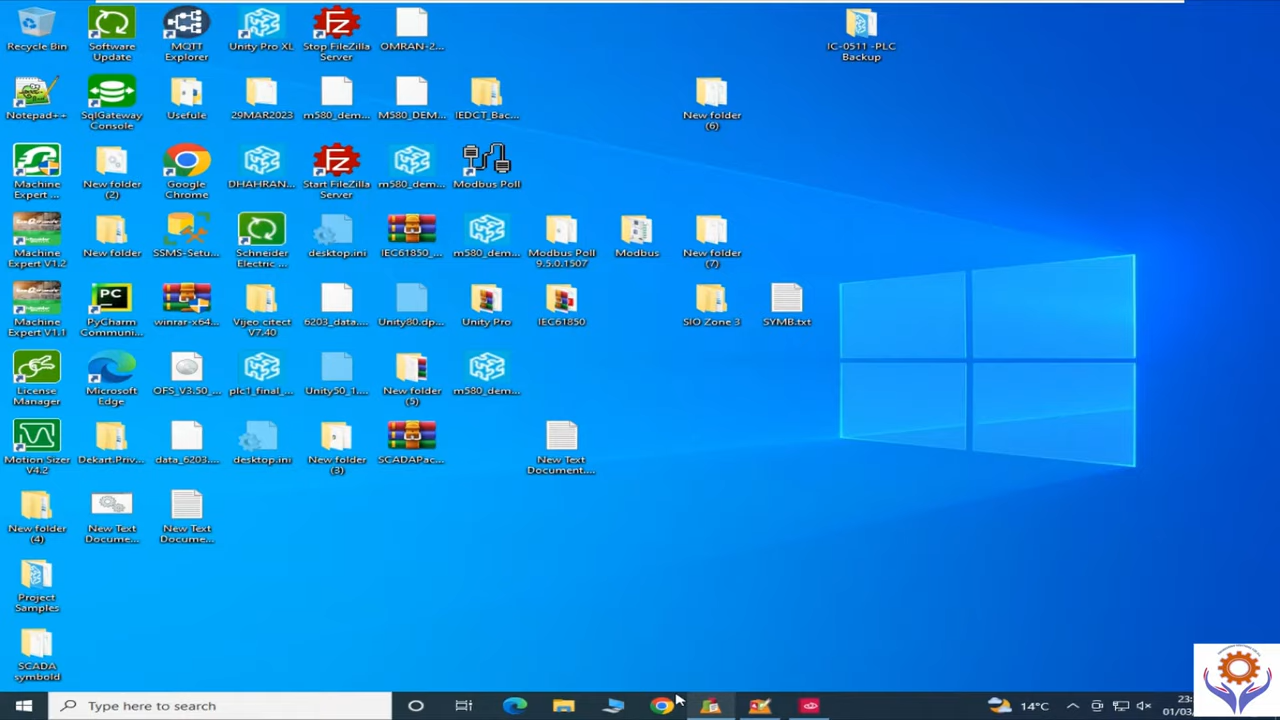 Recycle Bin
Software
Update
MQTT
Explorer
Unity Pro XL
Stop FileZilla
Server
OMRAN-2...
IC-0511 -PLC
Backup
Notepad++
SqlGateway
Console
Usefule
29MAR2023
m580_dem...
M580_DEM...
IEDCT_Bac...
New folder
(6)
Machine
Expert ...
New folder
(2)
Google
Chrome
DHAHRAN...
Start FileZilla
Server
m580_dem...
Modbus Poll
Machine
Expert V1.2
New folder
SSMS-Setu...
Schneider
Electric ...
desktop.ini
IEC61850_...
m580_dem...
Modbus Poll
9.5.0.1507
Modbus
New folder
(7)
Machine
Expert V1.1
PC
PyCharm
Communi...
winrar-x64...
Vijeo citect
V7.40
6203_data....
Unity80.dp...
Unity Pro
IEC61850
SIO Zone 3
SYMB.txt
License
Manager
Microsoft
Edge
OFS_V3.50_...
plc1_final_...
Unity50_1....
New folder
(5)
m580_dem...
Motion Sizer
V4.2
Dekart.Priv...
data_6203....
desktop.ini
New folder
(3)
SCADAPac...
New Text
Document....
New folder
(4)
New Text
Docume...
New Text
Docume...
Project
Samples
SCADA
symbold
Type here to search
14°C
23:
01/03